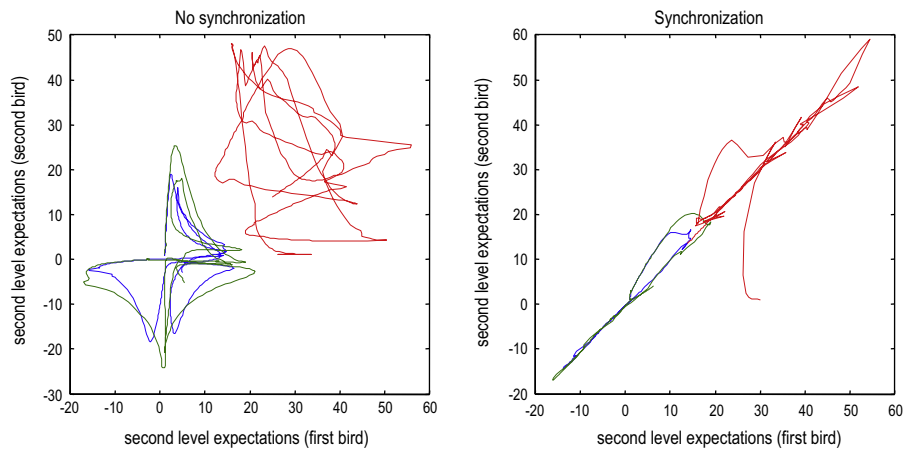 No synchronization
50
40
30
20
10
0
-10
-20
-30
-20 -10 0 10 20 30 40 50 60
second level expectations (second bird)
second level expectations (first bird)
Synchronization
60
50
40
30
20
10
0
-10
-20
-20 -10 0 10 20 30 40 50 60
second level expectations (second bird)
second level expectations (first bird)